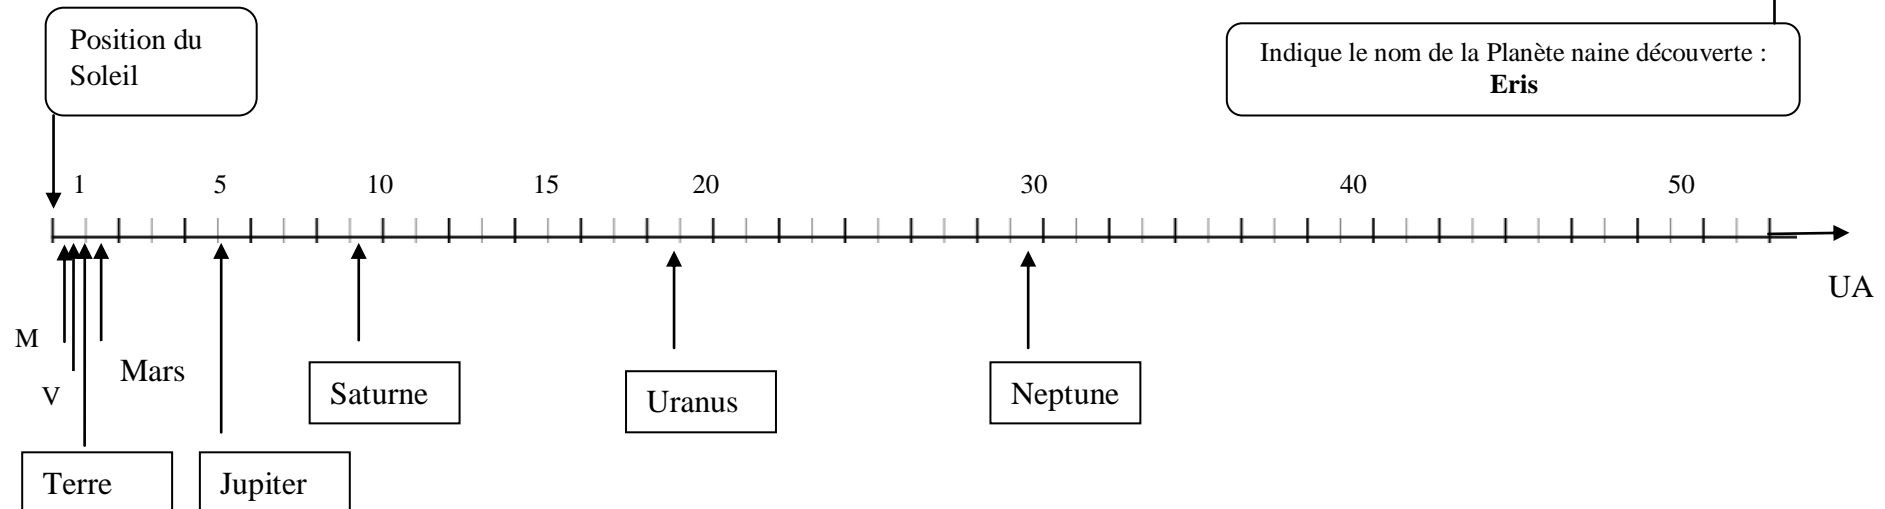 Position du
Soleil
Indique le nom de la Planète naine découverte :
Eris
1 5 10 15 20 30 40 50
UA
M
V
Mars
Saturne
Uranus
Neptune
Terre
Jupiter